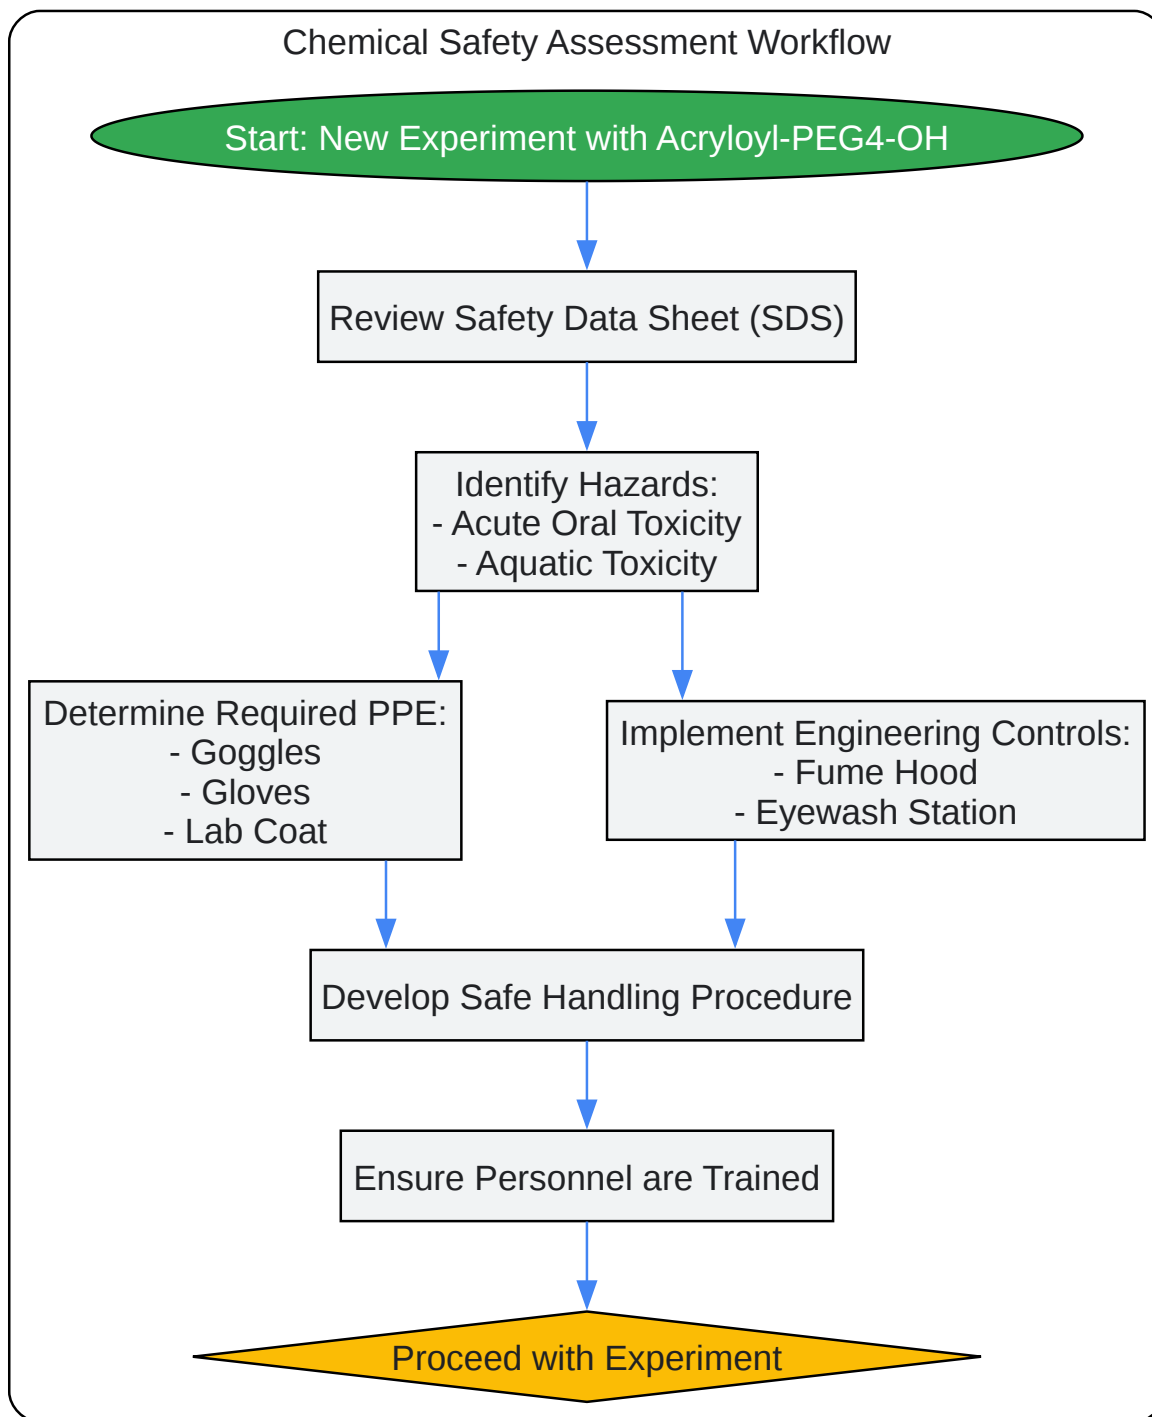 Chemical Safety Assessment Workflow
Start: New Experiment with Acryloyl-PEG4-OH
Review Safety Data Sheet (SDS)
Identify Hazards:
- Acute Oral Toxicity
- Aquatic Toxicity
Determine Required PPE:
- Goggles
- Gloves
- Lab Coat
Implement Engineering Controls:
- Fume Hood
- Eyewash Station
Develop Safe Handling Procedure
Ensure Personnel are Trained
Proceed with Experiment